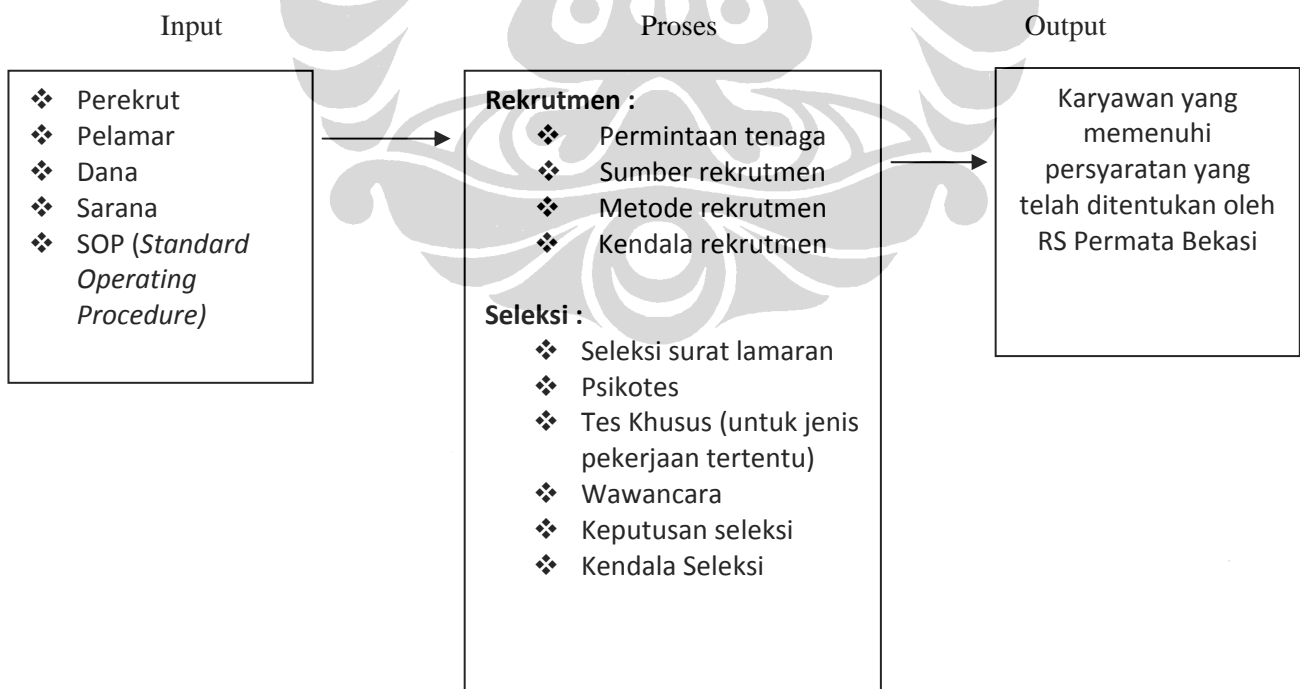 Input
Proses
Output
❖ Perekrut
❖ Pelamar
❖ Dana
❖ Sarana
❖ SOP (Standard
Operating
Procedure)
Rekrutmen :
❖ Permintaan tenaga
❖ Sumber rekrutmen
❖ Metode rekrutmen
❖ Kendala rekrutmen
Seleksi :
❖ Seleksi surat lamaran
❖ Psikotes
❖ Tes Khusus (untuk jenis
pekerjaan tertentu)
❖ Wawancara
❖ Keputusan seleksi
❖ Kendala Seleksi
Karyawan yang
memenuhi
persyaratan yang
telah ditentukan oleh
RS Permata Bekasi